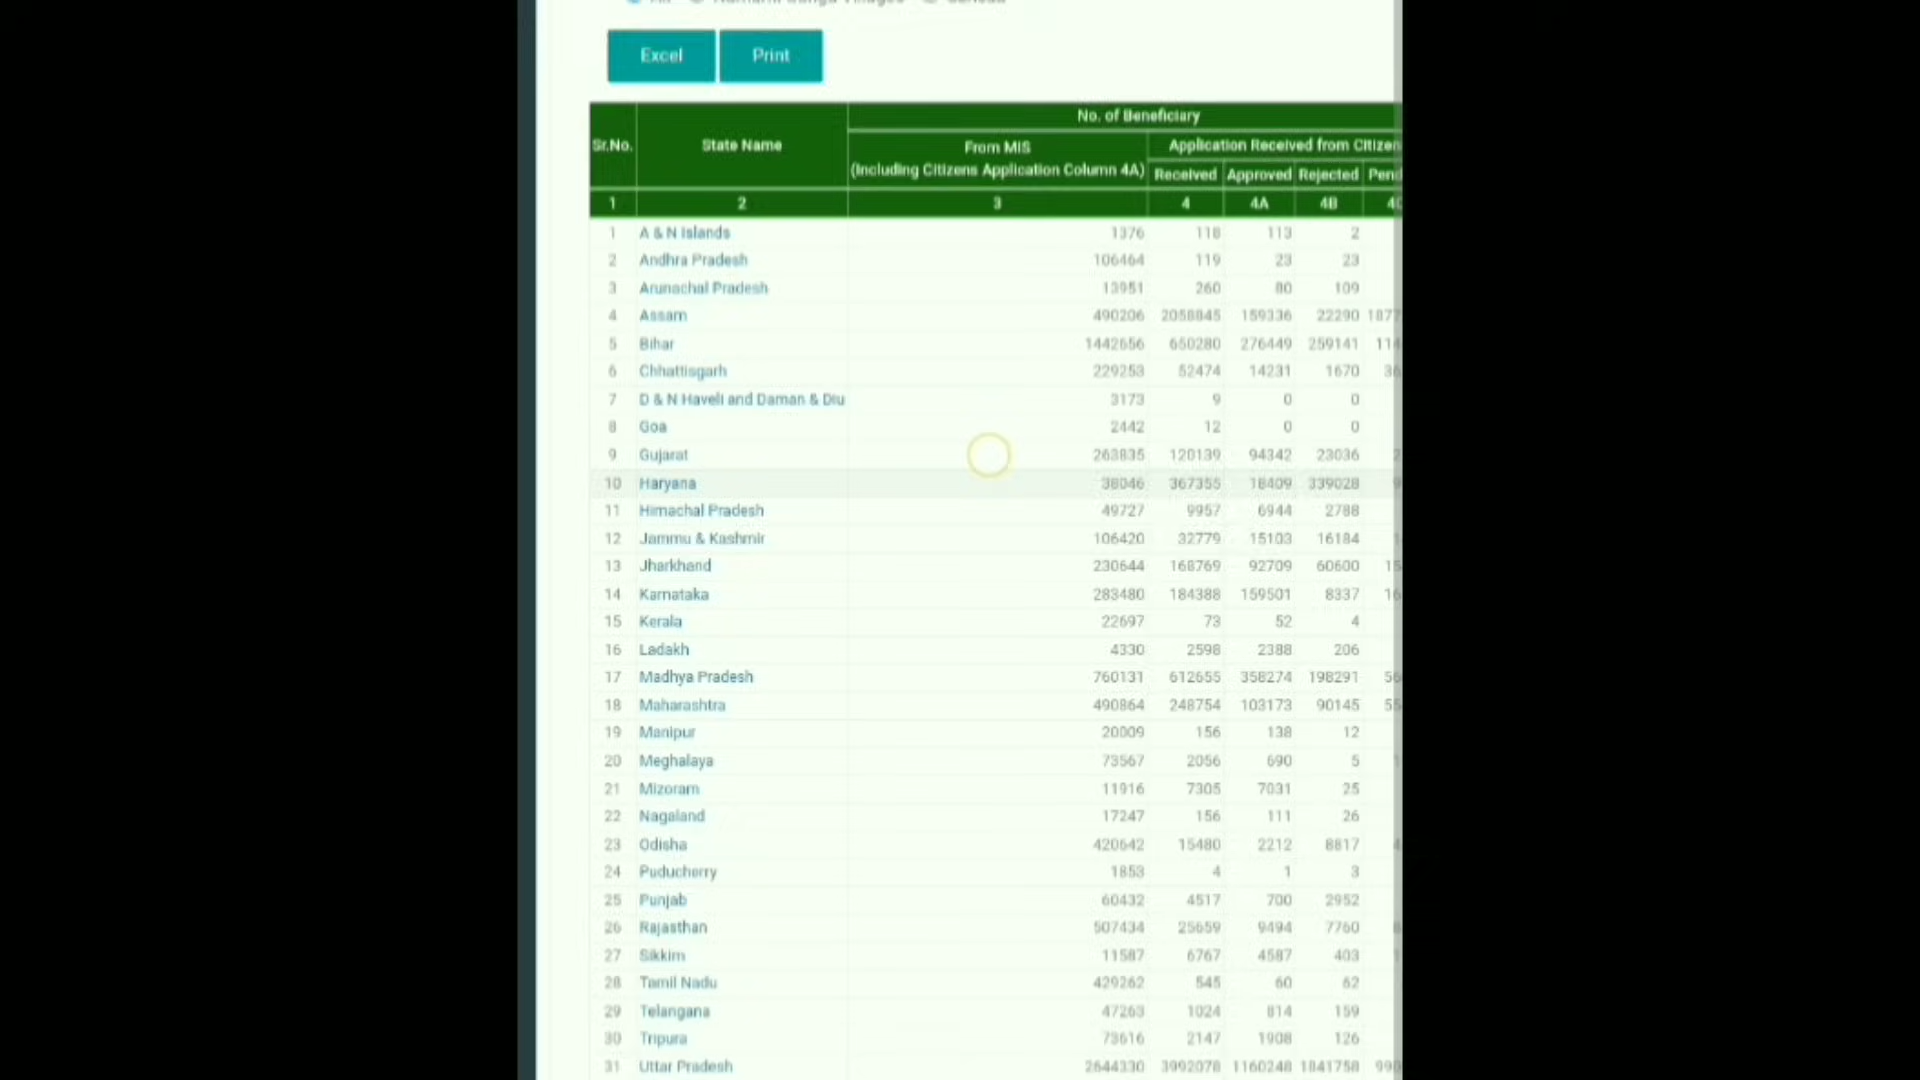 Excel Print
No. of Beneficiary
Sr.No. State Name From MIS Application Received from Citizen
(Including Citizens Application Column 4A) Received Approved Rejected
1 2 3 4 4A 4B
1 A & N Islands 1376 118 113 2
2 Andhra Pradesh 106464 119 23 23
3 Arunachal Pradesh 13951 260 80 109
4 Assam 490206 2058845 159336 22290
5 Bihar 1442656 650280 276449 259141
6 Chhattisgarh 229253 52474 14231 1670
7 D & N Haveli and Daman & Diu 3173 9 0 0
8 Goa 2442 12 0 0
9 Gujarat 263835 120139 94342 23036
10 Haryana 38046 367355 18409 339028
11 Himachal Pradesh 49727 9957 6944 2788
12 Jammu & Kashmir 106420 32779 15103 16184
13 Jharkhand 230644 168769 92709 60600
14 Karnataka 283480 184388 159501 8337
15 Kerala 22697 73 52 4
16 Ladakh 4330 2598 2388 206
17 Madhya Pradesh 760131 612655 358274 198291
18 Maharashtra 490864 248754 103173 90145
19 Manipur 20009 156 138 12
20 Meghalaya 73567 2056 690 5
21 Mizoram 11916 7305 7031 25
22 Nagaland 17247 156 111 26
23 Odisha 420642 15480 2212 8817
24 Puducherry 1853 4 1 3
25 Punjab 60432 4517 700 2952
26 Rajasthan 507434 25659 9494 7760
27 Sikkim 11587 6767 4587 403
28 Tamil Nadu 429262 545 60 62
29 Telangana 47263 1024 814 159
30 Tripura 73616 2147 1908 126
31 Uttar Pradesh 2644330 3992078 1160248 1841758